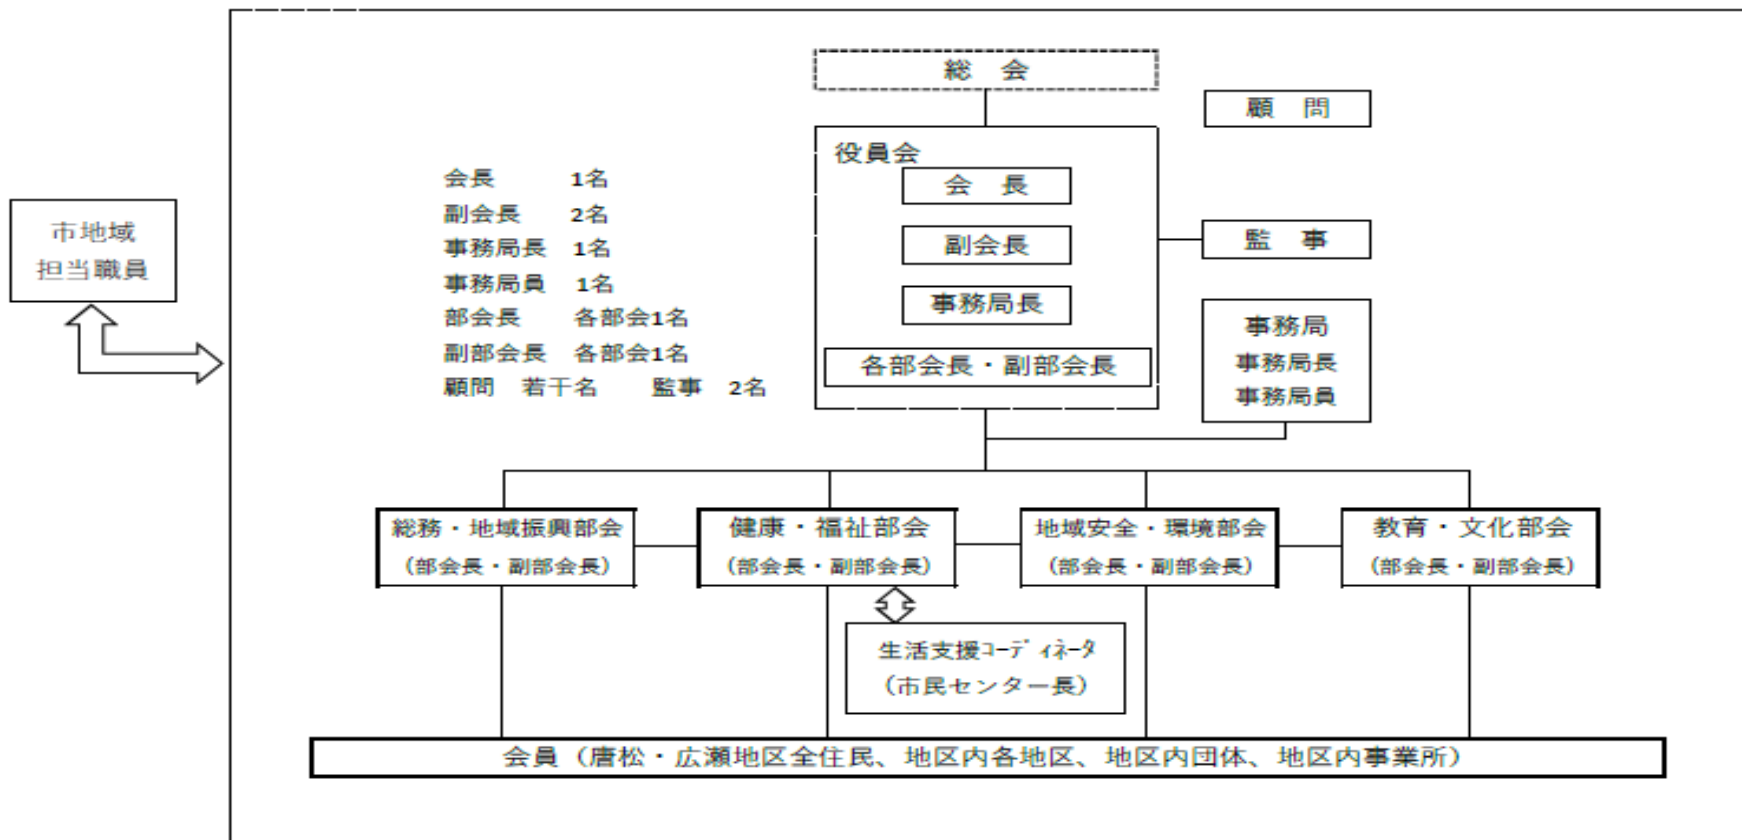 総　会
顧　問
役員会
会　長
副会長
事務局長
各部会長・副部会長
監　事
事務局
事務局長
事務局員
会長　1名
副会長　2名
事務局長　1名
事務局員　1名
部会長　各部会1名
副部会長　各部会1名
顧問　若干名　監事　2名
市地域
担当職員
総務・地域振興部会
（部会長・副部会長）
健康・福祉部会
（部会長・副部会長）
地域安全・環境部会
（部会長・副部会長）
教育・文化部会
（部会長・副部会長）
生活支援ｺｰﾃﾞｨﾈｰﾀ
（市民センター長）
会員（唐松・広瀬地区全住民、地区内各地区、地区内団体、地区内事業所）